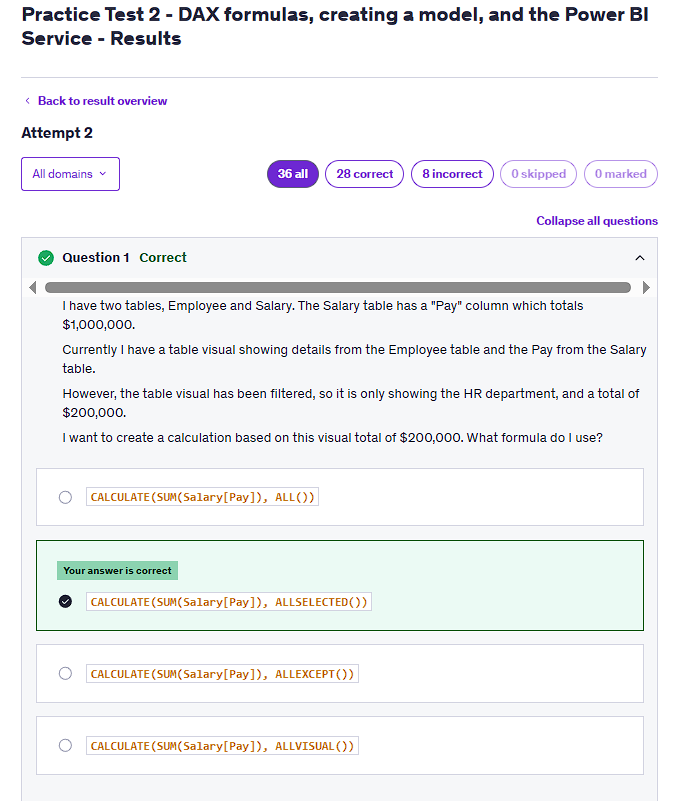 Practice Test 2 - DAX formulas, creating a model, and the Power BI
Service - Results
Back to result overview
Attempt 2
All domains
36 all
28 correct
8 incorrect
0 skipped
0 marked
Collapse all questions
Question 1 Correct
I have two tables, Employee and Salary. The Salary table has a "Pay" column which totals
$1,000,000.
Currently I have a table visual showing details from the Employee table and the Pay from the Salary
table.
However, the table visual has been filtered, so it is only showing the HR department, and a total of
$200,000.
I want to create a calculation based on this visual total of $200,000. What formula do I use?
CALCULATE(SUM(Salary[Pay]), ALL())
Your answer is correct
CALCULATE(SUM(Salary[Pay]), ALLSELECTED())
CALCULATE(SUM(Salary[Pay]), ALLEXCEPT())
CALCULATE(SUM(Salary[Pay]), ALLVISUAL())